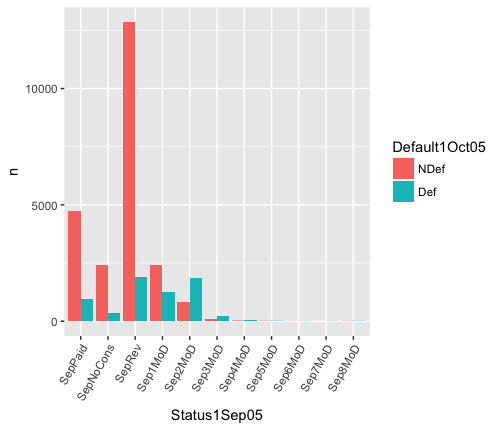 n
10000
5000
0
SepPaid
SepNoCons
SepRev
Sep1MoD
Sep2MoD
Sep3MoD
Sep4MoD
Sep5MoD
Sep6MoD
Sep7MoD
Sep8MoD
Status1Sep05
Default1Oct05
NDef
Def